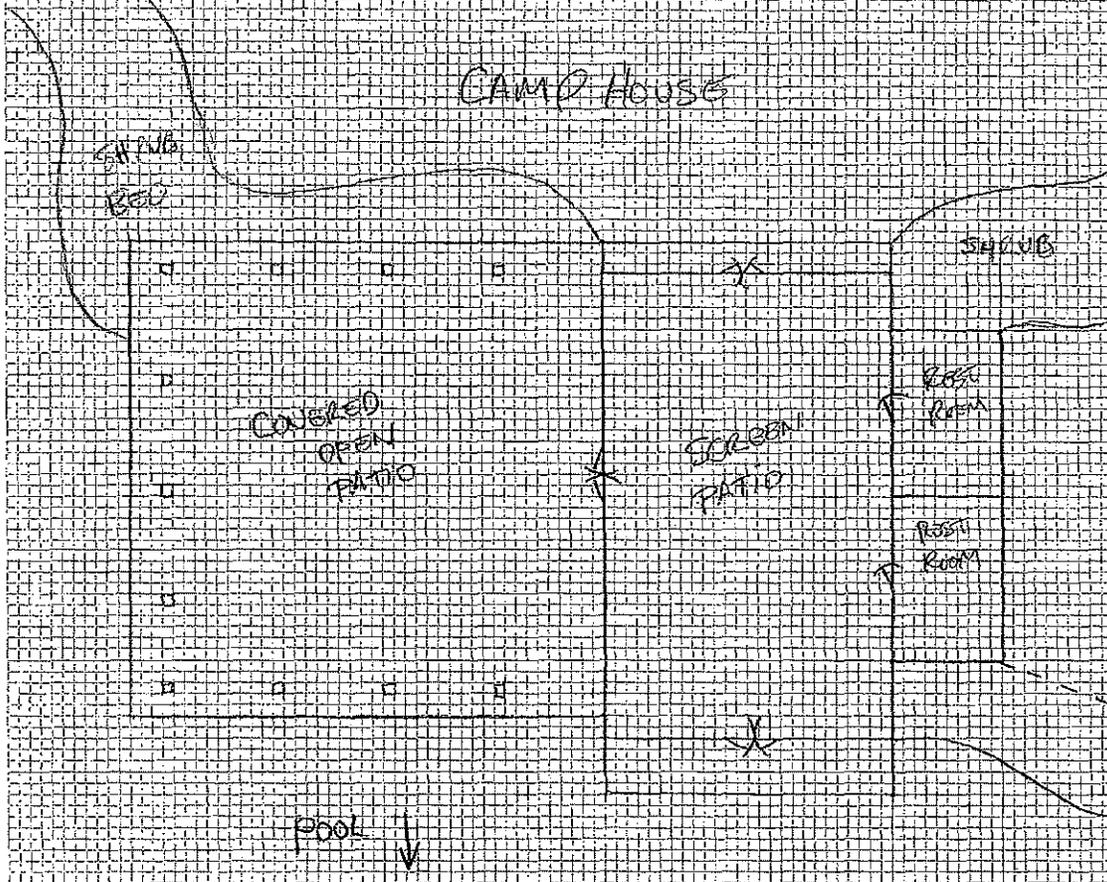 CAMP HOUSE
SHRUB
BED
SHRUB
COVERED
OPEN
PATIO
SCREEN
PATIO
REST
ROOM
REST
ROOM
POOL